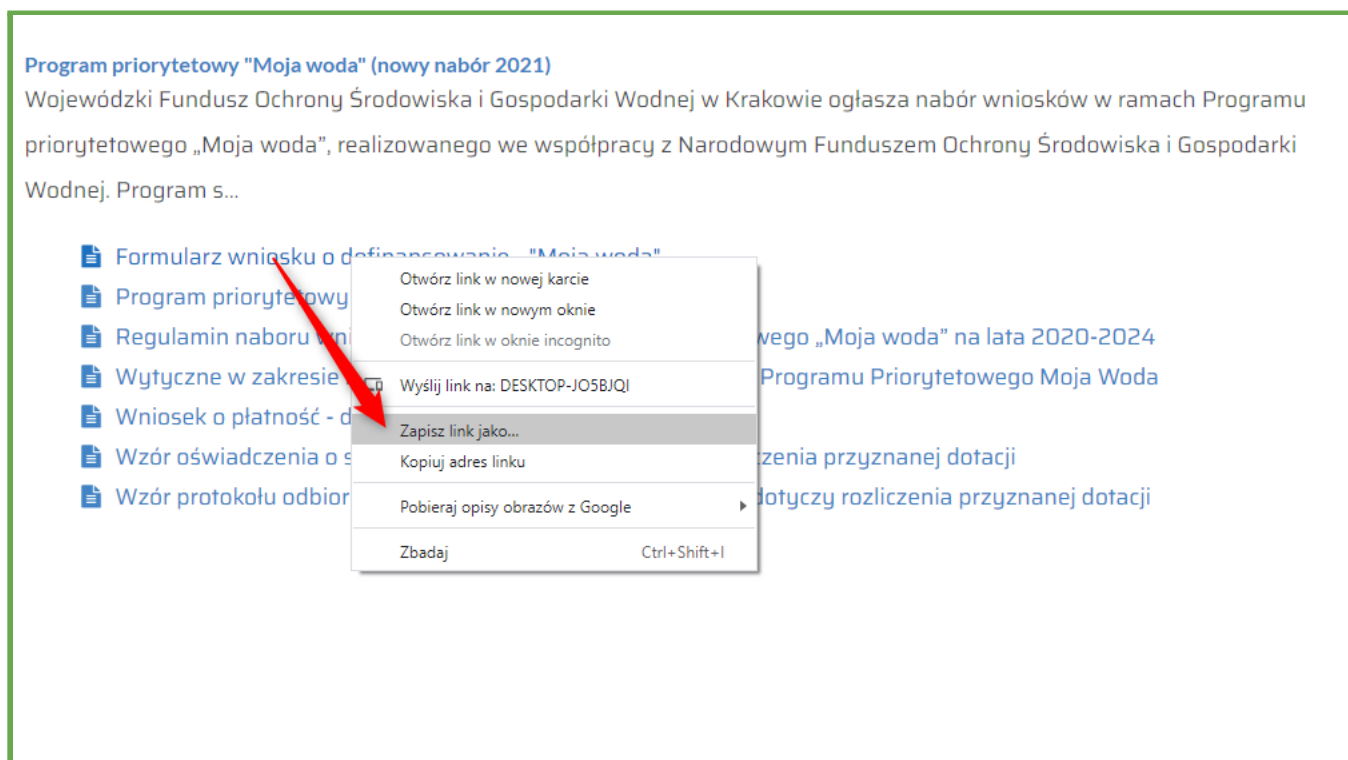 Program priorytetowy "Moja woda" (nowy nabór 2021)
Wojewódzki Fundusz Ochrony Środowiska i Gospodarki Wodnej w Krakowie ogłasza nabór wniosków w ramach Programu
priorytetowego „Moja woda”, realizowanego we współpracy z Narodowym Funduszem Ochrony Środowiska i Gospodarki
Wodnej. Program s...
Formularz wniosku o dofinansowanie - "Moja woda"
Program priorytetowy
Regulamin naboru wni wego „Moja woda” na lata 2020-2024
Wytyczne w zakresie Programu Priorytetowego Moja Woda
Wniosek o płatność - d
Wzór oświadczenia o s zenia przyznanej dotacji
Wzór protokołu odbior dotyczy rozliczenia przyznanej dotacji
Otwórz link w nowej karcie
Otwórz link w nowym oknie
Otwórz link w oknie incognito
Wyślij link na: DESKTOP-JO5BJQI
Zapisz link jako...
Kopiuj adres linku
Pobieraj opisy obrazów z Google
Zbadaj Ctrl+Shift+I